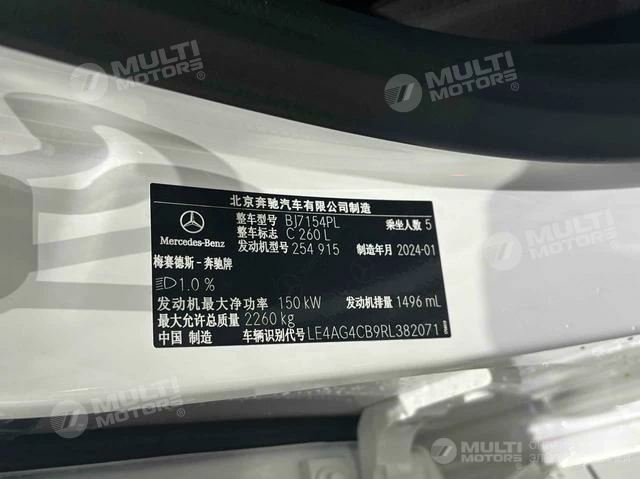 MULTI MOTORS
MULTI MOTORS
北京奔驰汽车有限公司制造
整车型号 BJ7154PL 乘坐人数 5
整车标志 C 260 L
发动机型号 254 915 制造年月 2024-01
Mercedes-Benz
梅赛德斯-奔驰牌
1.0 %
发动机最大净功率 150 kW 发动机排量 1496 mL
最大允许总质量 2260 kg
中国 制造 车辆识别代号 LE4AG4CB9RL382071
MULTI MOTORS
MULTI MOTORS